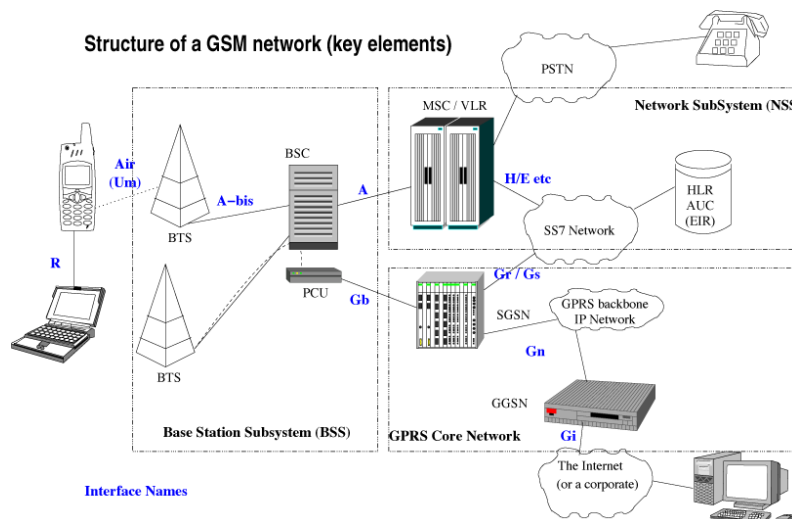 Structure of a GSM network (key elements)
PSTN
MSC / VLR
Network SubSystem (NSS
BSC
Air
(Um)
A
H/E etc
HLR
AUC
(EIR)
A-bis
BTS
SS7 Network
R
Gr / Gs
PCU
Gb
SGSN
GPRS backbone
IP Network
Gn
BTS
GGSN
Base Station Subsystem (BSS)
GPRS Core Network
Gi
The Internet
(or a corporate)
Interface Names